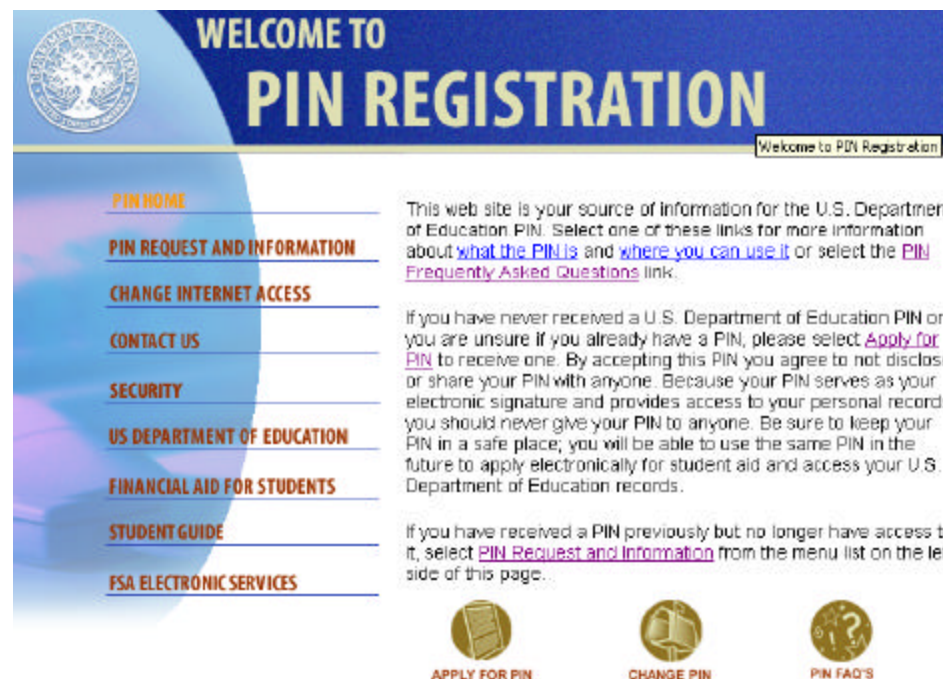 WELCOME TO
PIN REGISTRATION
Welcome to PIN Registration
PIN HOME
PIN REQUEST AND INFORMATION
CHANGE INTERNET ACCESS
CONTACT US
SECURITY
US DEPARTMENT OF EDUCATION
FINANCIAL AID FOR STUDENTS
STUDENT GUIDE
FSA ELECTRONIC SERVICES
This web site is your source of information for the U.S. Departmen
of Education PIN. Select one of these links for more information
about what the PIN is and where you can use it or select the PIN
Frequently Asked Questions link.
If you have never received a U.S. Department of Education PIN or
you are unsure if you already have a PIN, please select Apply for
PIN to receive one. By accepting this PIN you agree to not disclos
or share your PIN with anyone. Because your PIN serves as your
electronic signature and provides access to your personal record
you should never give your PIN to anyone. Be sure to keep your
PIN in a safe place; you will be able to use the same PIN in the
future to apply electronically for student aid and access your U.S.
Department of Education records.
If you have received a PIN previously but no longer have access t
it, select PIN Request and Information from the menu list on the le
side of this page.
APPLY FOR PIN
CHANGE PIN
PIN FAQ'S